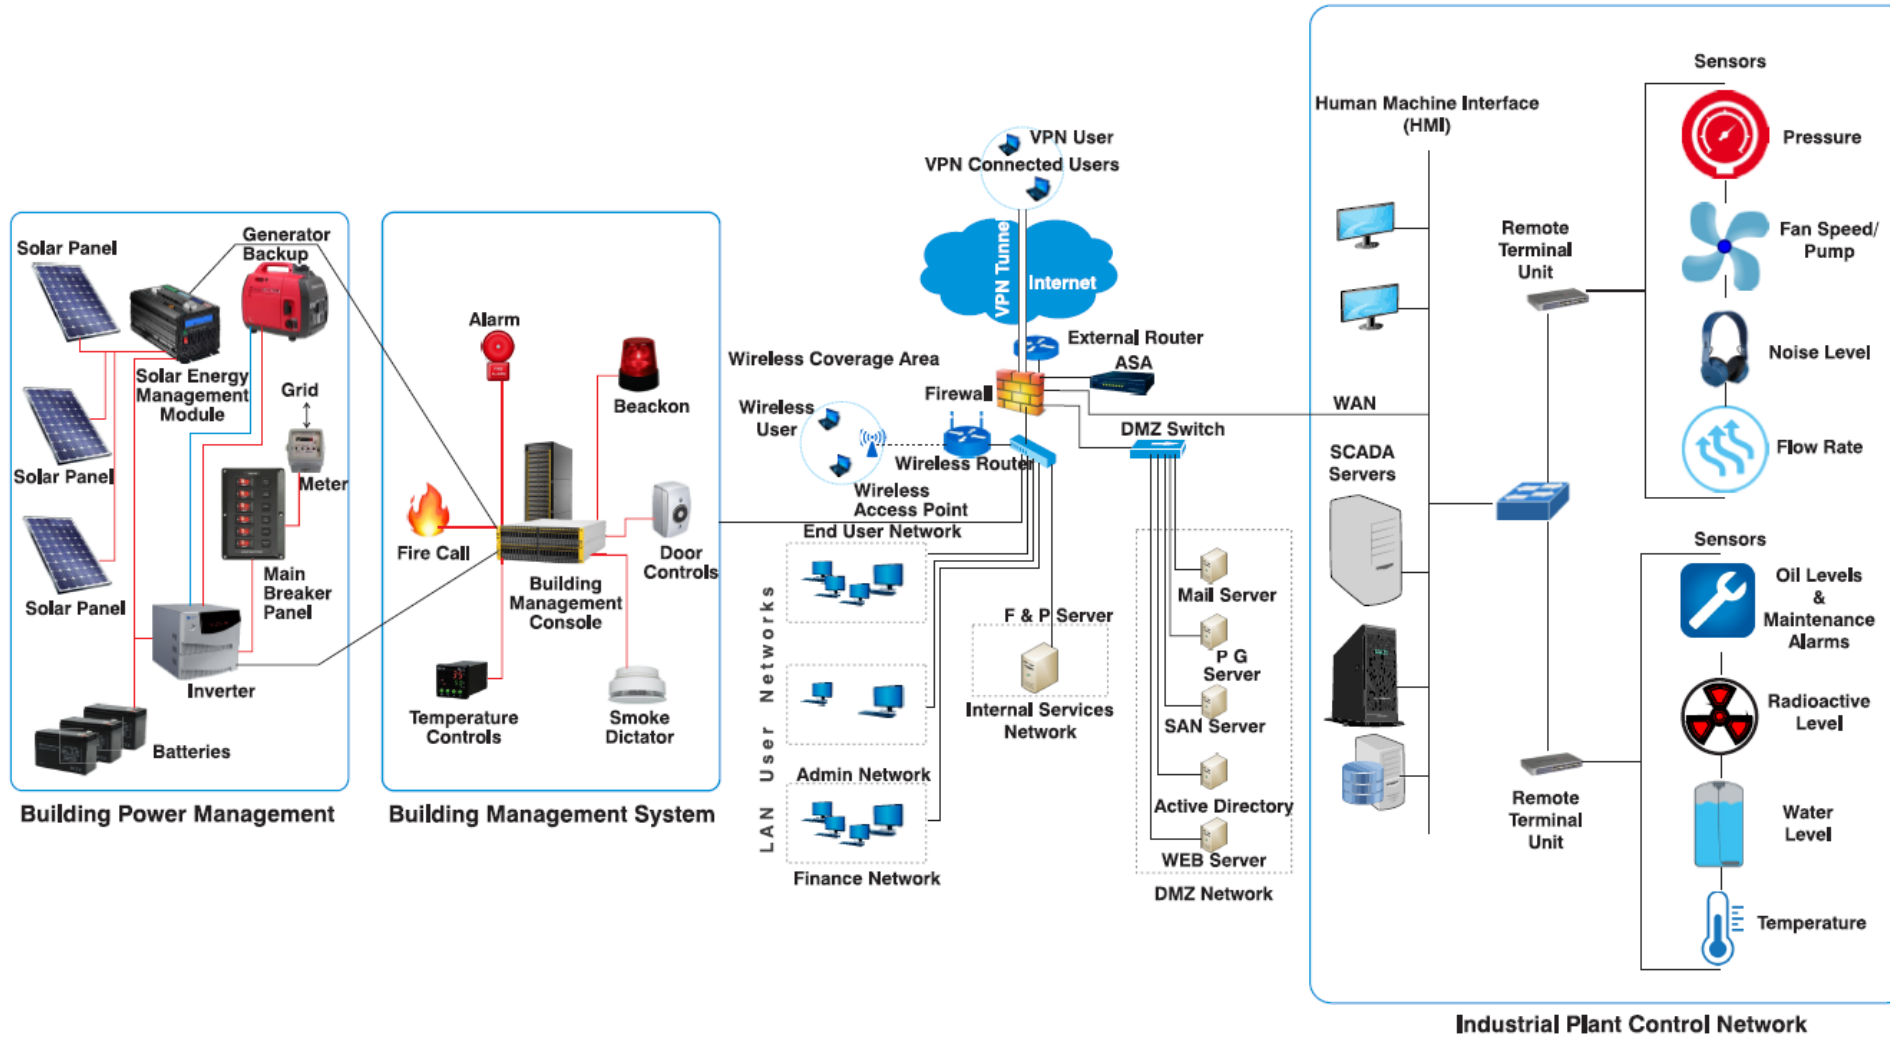 Solar Panel
Generator
Backup
Solar Energy
Management
Module
Grid
Solar Panel
Meter
Solar Panel
Main
Breaker
Panel
Inverter
Batteries
Building Power Management
Alarm
Beackon
Fire Call
Door
Controls
Building
Management
Console
Temperature
Controls
Smoke
Dictator
Building Management System
VPN User
VPN Connected Users
VPN Tunne
Internet
External Router
ASA
Wireless Coverage Area
Firewal
Wireless
User
DMZ Switch
Wireless Router
Wireless
Access Point
End User Network
LAN User Networks
Admin Network
Finance Network
F & P Server
Internal Services
Network
Mail Server
P G
Server
SAN Server
Active Directory
WEB Server
DMZ Network
Human Machine Interface
(HMI)
WAN
SCADA
Servers
Remote
Terminal
Unit
Remote
Terminal
Unit
Sensors
Pressure
Fan Speed/
Pump
Noise Level
Flow Rate
Sensors
Oil Levels
&
Maintenance
Alarms
Radioactive
Level
Water
Level
Temperature
Industrial Plant Control Network